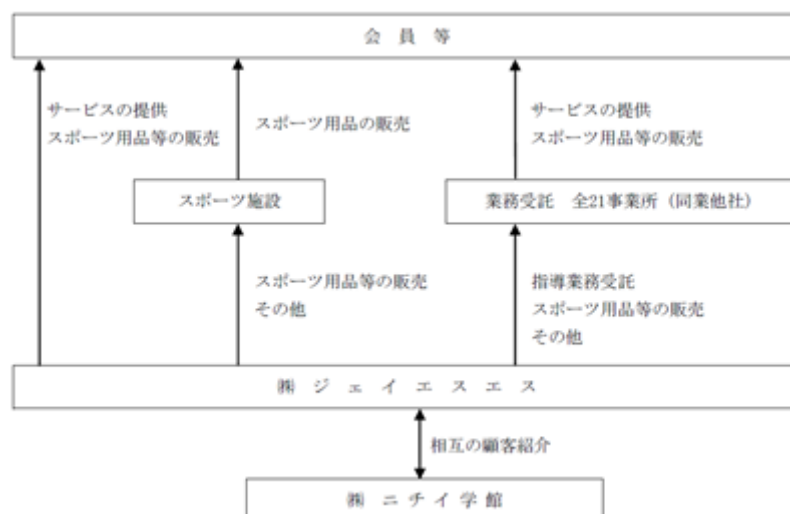 会員等
サービスの提供
スポーツ用品等の販売
スポーツ用品の販売
サービスの提供
スポーツ用品等の販売
スポーツ施設
業務受託 全21事業所（同業他社）
スポーツ用品等の販売
その他
指導業務受託
スポーツ用品等の販売
その他
㈱ジェイエスエス
相互の顧客紹介
㈱ニチイ学館